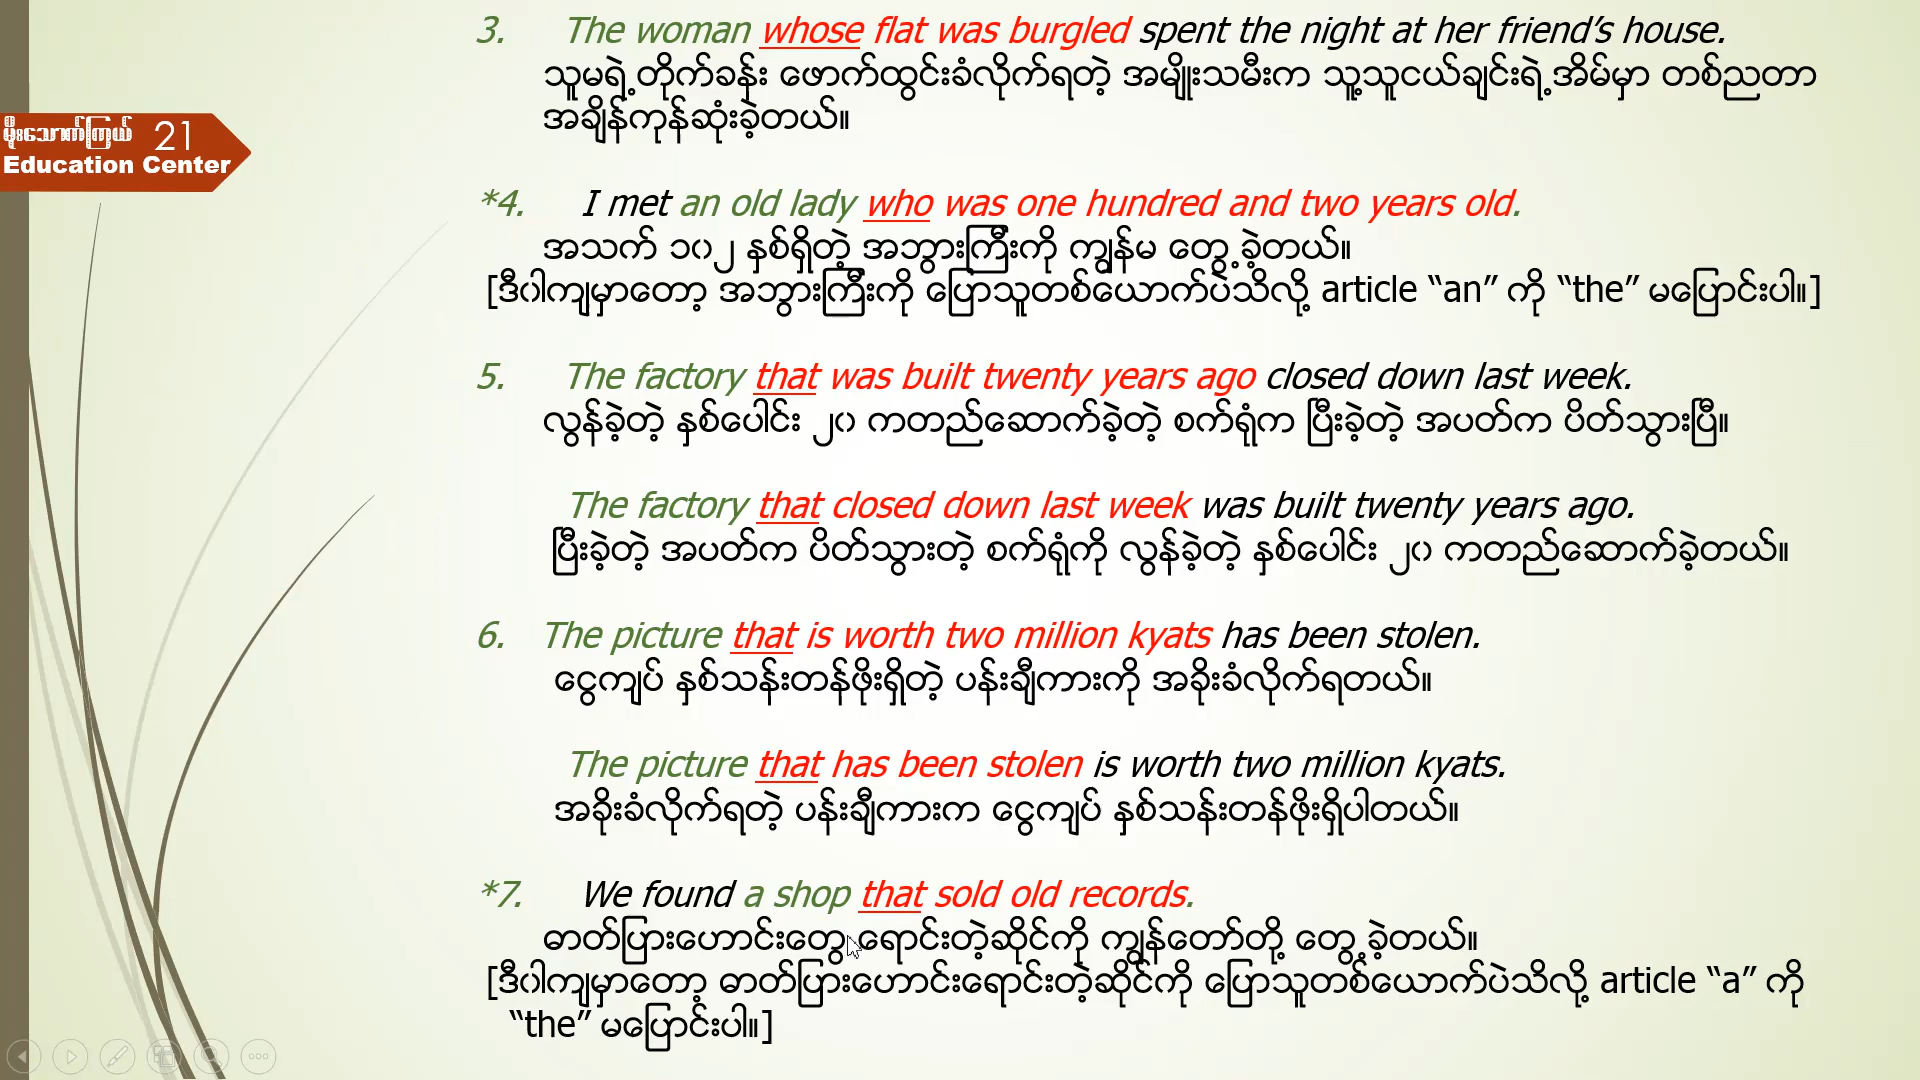 3. The woman whose flat was burgled spent the night at her friend’s house.
သူမရဲ့တိုက်ခန်း ဖောက်ထွင်းခံလိုက်ရတဲ့ အမျိုးသမီးက သူ့သူငယ်ချင်းရဲ့အိမ်မှာ တစ်ညတာ
အချိန်ကုန်ဆုံးခဲ့တယ်။
21
Education Center
*4. I met an old lady who was one hundred and two years old.
အသက် ၁၀၂ နှစ်ရှိတဲ့ အဘွားကြီးကို ကျွန်မ တွေ့ခဲ့တယ်။
[ဒီဝါကျမှာတော့ အဘွားကြီးကို ပြောသူတစ်ယောက်ပဲသိလို့ article “an” ကို “the” မပြောင်းပါ။]
5. The factory that was built twenty years ago closed down last week.
လွန်ခဲ့တဲ့ နှစ်ပေါင်း ၂၀ ကတည်ဆောက်ခဲ့တဲ့ စက်ရုံက ပြီးခဲ့တဲ့ အပတ်က ပိတ်သွားပြီ။
The factory that closed down last week was built twenty years ago.
ပြီးခဲ့တဲ့ အပတ်က ပိတ်သွားတဲ့ စက်ရုံကို လွန်ခဲ့တဲ့ နှစ်ပေါင်း ၂၀ ကတည်ဆောက်ခဲ့တယ်။
6. The picture that is worth two million kyats has been stolen.
ငွေကျပ် နှစ်သန်းတန်ဖိုးရှိတဲ့ ပန်းချီကားကို အခိုးခံလိုက်ရတယ်။
The picture that has been stolen is worth two million kyats.
အခိုးခံလိုက်ရတဲ့ ပန်းချီကားက ငွေကျပ် နှစ်သန်းတန်ဖိုးရှိပါတယ်။
*7. We found a shop that sold old records.
ဓာတ်ပြားဟောင်းတွေ ရောင်းတဲ့ဆိုင်ကို ကျွန်တော်တို့ တွေ့ခဲ့တယ်။
[ဒီဝါကျမှာတော့ ဓာတ်ပြားဟောင်းရောင်းတဲ့ဆိုင်ကို ပြောသူတစ်ယောက်ပဲသိလို့ article “a” ကို
“the” မပြောင်းပါ။]